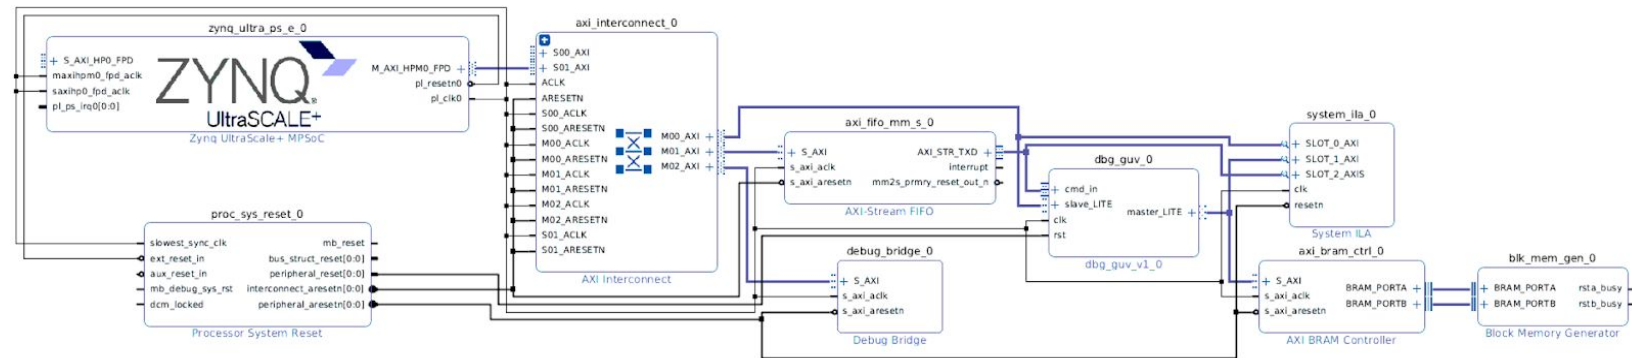 zynq_ultra_ps_e_0
S_AXI_HP0_FPD
maxihpm0_fpd_aclk
saxihp0_fpd_aclk
pl_ps_irq0[0:0]
ZYNQ
UltraSCALE+
M_AXI_HPM0_FPD
pl_resetn0
pl_clk0
Zynq UltraScale+ MPSoC
proc_sys_reset_0
slowest_sync_clk
ext_reset_in
aux_reset_in
mb_debug_sys_rst
dcm_locked
mb_reset
bus_struct_reset[0:0]
peripheral_reset[0:0]
interconnect_aresetn[0:0]
peripheral_aresetn[0:0]
Processor System Reset
axi_interconnect_0
S00_AXI
S01_AXI
ACLK
ARESETN
S00_ACLK
S00_ARESETN
M00_ACLK
M00_ARESETN
M01_ACLK
M01_ARESETN
M02_ACLK
M02_ARESETN
S01_ACLK
S01_ARESETN
M00_AXI
M01_AXI
M02_AXI
AXI Interconnect
axi_fifo_mm_s_0
S_AXI
s_axi_aclk
s_axi_aresetn
AXI_STR_TXD
interrupt
mm2s_prmry_reset_out_n
AXI-Stream FIFO
debug_bridge_0
S_AXI
s_axi_aclk
s_axi_aresetn
Debug Bridge
dbg_guv_0
cmd_in
slave_LITE
clk
rst
master_LITE
dbg_guv_v1_0
system_ila_0
SLOT_0_AXI
SLOT_1_AXI
SLOT_2_AXIS
clk
resetn
System ILA
axi_bram_ctrl_0
S_AXI
s_axi_aclk
s_axi_aresetn
BRAM_PORTA
BRAM_PORTB
AXI BRAM Controller
blk_mem_gen_0
BRAM_PORTA
BRAM_PORTB
rsta_busy
rstb_busy
Block Memory Generator